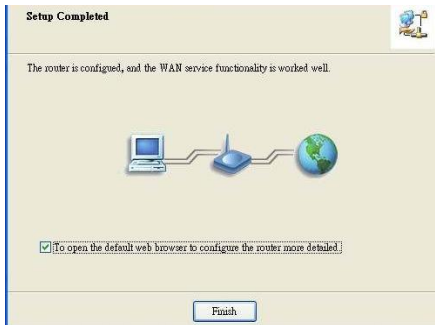 Setup Completed
The router is configued, and the WAN service functionality is worked well.
To open the default web browser to configure the router more detailed.
Finish